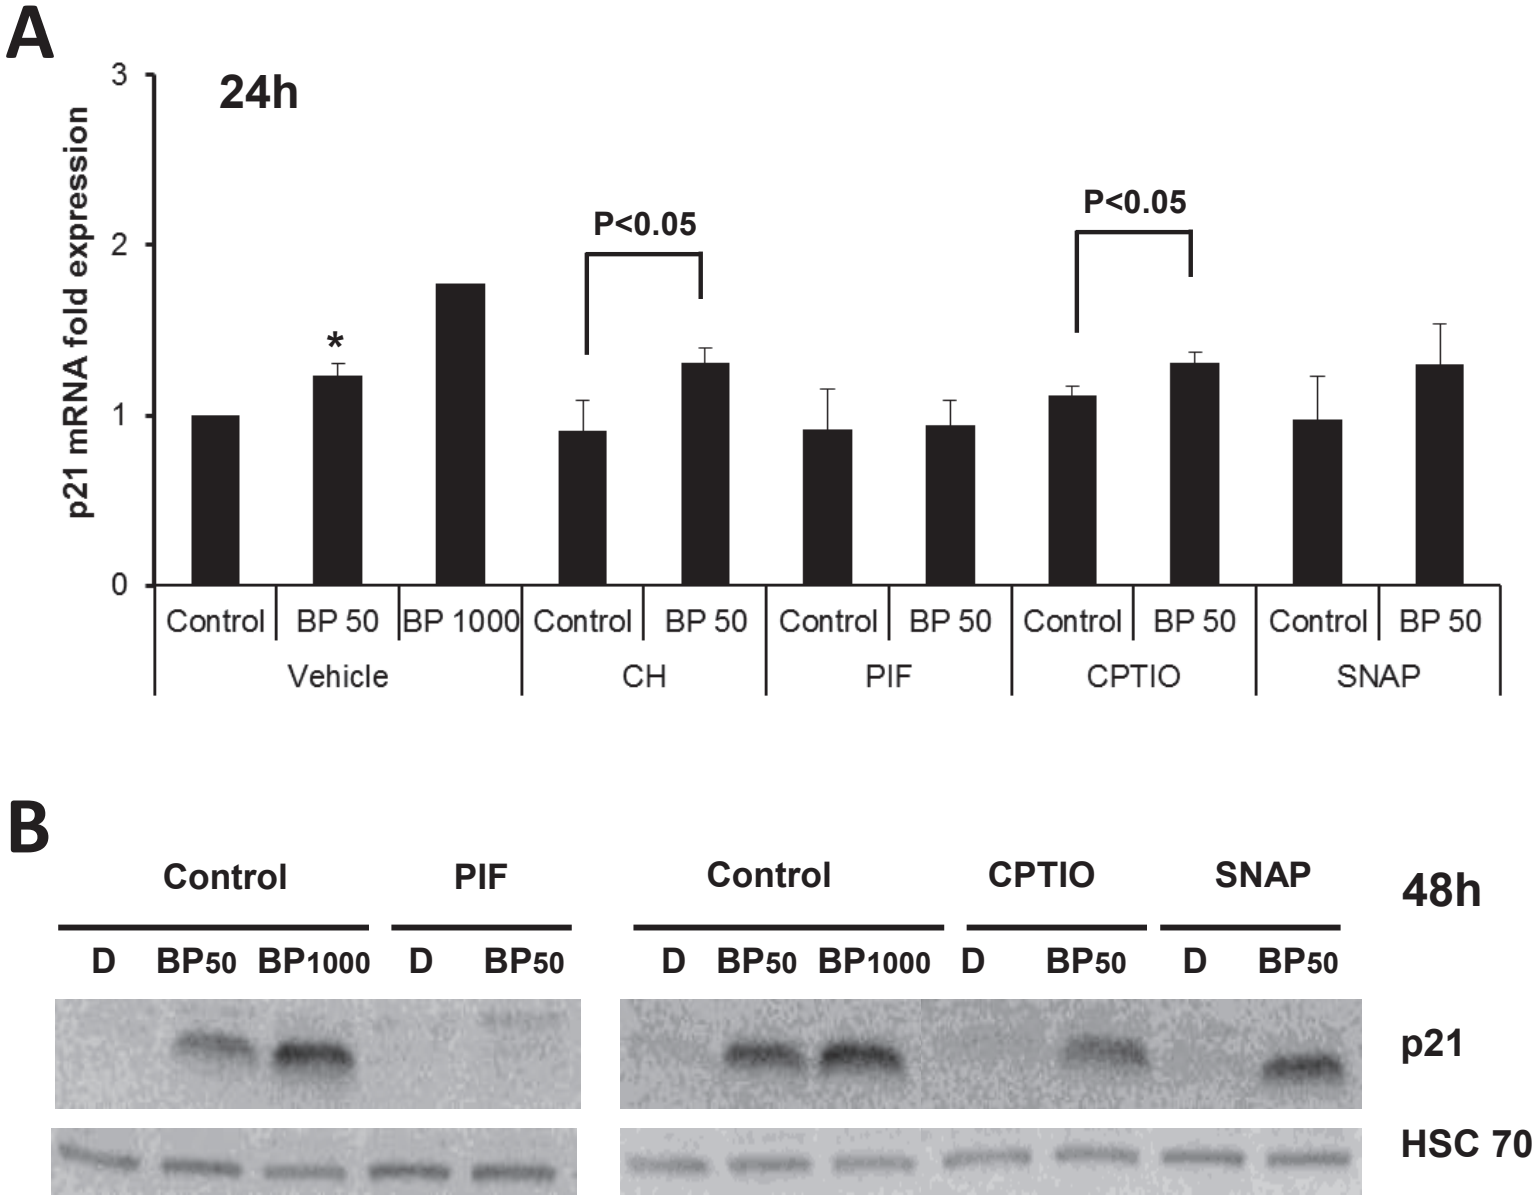 A
24h
p21 mRNA fold expression
3
2
1
0
*
P<0.05
P<0.05
Control BP 50 BP 1000 Control BP 50 Control BP 50 Control BP 50 Control BP 50
Vehicle CH PIF CPTIO SNAP
B
Control PIF Control CPTIO SNAP 48h
D BP50 BP1000 D BP50 D BP50 BP1000 D BP50 D BP50
p21
HSC 70